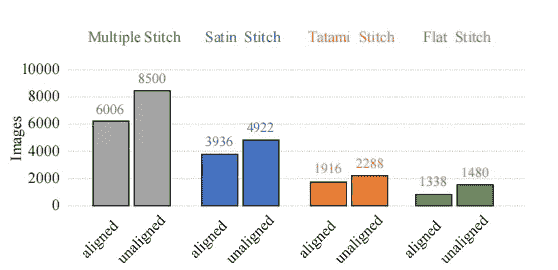 Multiple Stitch Satin Stitch Tatami Stitch Flat Stitch
10000
8000
6000
4000
2000
0
Images
6006 8500 3936 4922 1916 2288 1338 1480
aligned unaligned aligned unaligned aligned unaligned aligned unaligned